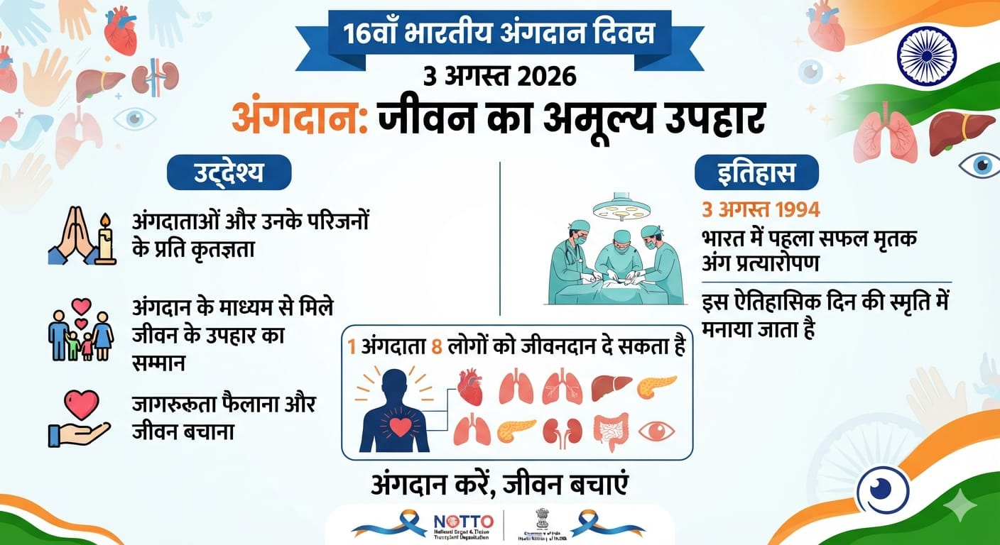 16वाँ भारतीय अंगदान दिवस
3 अगस्त 2026
अंगदान: जीवन का अमूल्य उपहार
उद्देश्य
अंगदाताओं और उनके परिजनों
के प्रति कृतज्ञता
अंगदान के माध्यम से मिले
जीवन के उपहार का
सम्मान
जागरुकता फैलाना और
जीवन बचाना
इतिहास
3 अगस्त 1994
भारत में पहला सफल मृतक
अंग प्रत्यारोपण
इस ऐतिहासिक दिन की स्मृति में
मनाया जाता है
1 अंगदाता 8 लोगों को जीवनदान दे सकता है
अंगदान करें, जीवन बचाएं
NOTTO